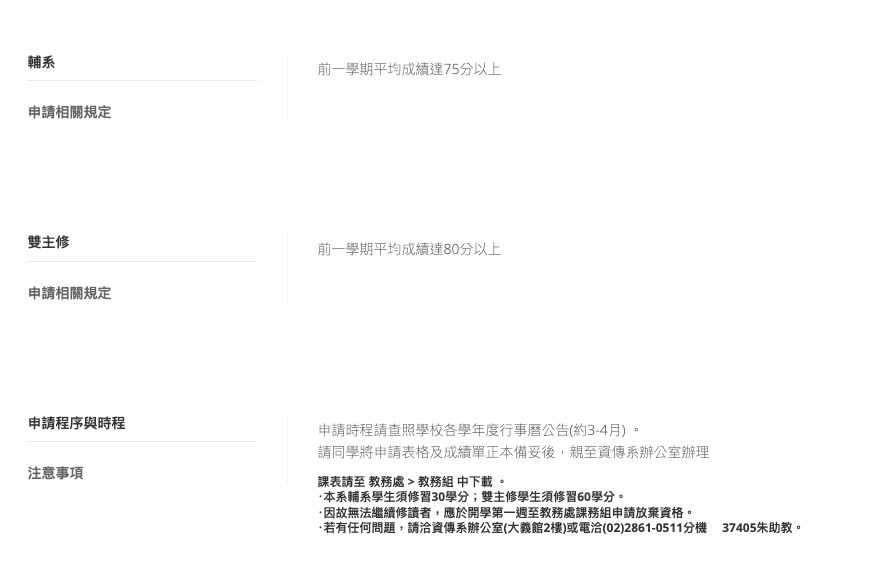 輔系
前一學期平均成績達75分以上
申請相關規定
雙主修
前一學期平均成績達80分以上
申請相關規定
申請程序與時程
申請時程請查照學校各學年度行事曆公告(約3-4月) 。
請同學將申請表格及成績單正本備妥後，親至資傳系辦公室辦理
注意事項
課表請至 教務處 > 教務組 中下載 。
·本系輔系學生須修習30學分；雙主修學生須修習60學分。
·因故無法繼續修讀者，應於開學第一週至教務處課務組申請放棄資格。
·若有任何問題，請洽資傳系辦公室(大義館2樓)或電洽(02)2861-0511分機　37405朱助教。